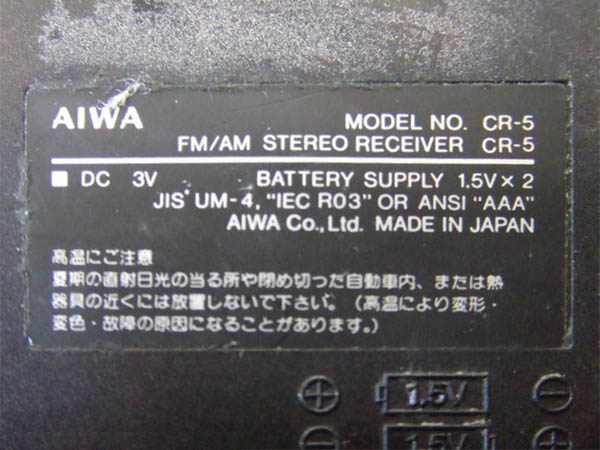 AIWA MODEL NO. CR-5
FM/AM STEREO RECEIVER CR-5
■ DC 3V BATTERY SUPPLY 1.5V×2
JIS UM-4, "IEC R03" OR ANSI "AAA"
AIWA Co.,Ltd. MADE IN JAPAN
高温にご注意
夏期の直射日光の当る所や閉め切った自動車内、または熱
器具の近くには放置しないで下さい。(高温により変形・
変色・故障の原因になることがあります。)
⊕ 1.5V ⊖
⊖ 1.5V ⊕